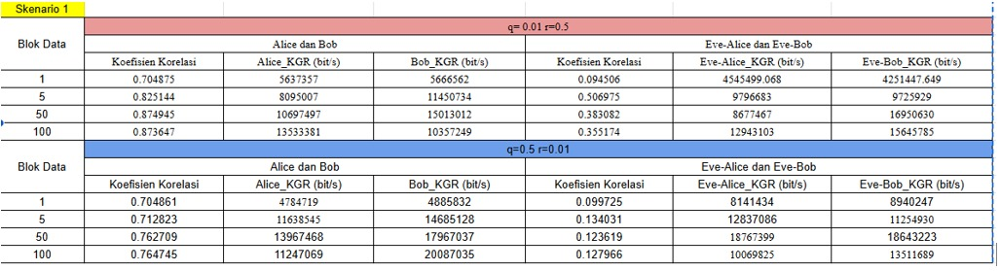 Skenario 1
Blok Data
q= 0.01 r=0.5
Alice dan Bob Eve-Alice dan Eve-Bob
Koefisien Korelasi Alice_KGR (bit/s) Bob_KGR (bit/s) Koefisien Korelasi Eve-Alice_KGR (bit/s) Eve-Bob_KGR (bit/s)
1 0.704875 5637357 5666562 0.094506 4545499.068 4251447.649
5 0.825144 8095007 11450734 0.506975 9796683 9725929
50 0.874945 10697497 15013012 0.383082 8677467 16950630
100 0.873647 13533381 10357249 0.355174 12943103 15645785
Blok Data
q=0.5 r=0.01
Alice dan Bob Eve-Alice dan Eve-Bob
Koefisien Korelasi Alice_KGR (bit/s) Bob_KGR (bit/s) Koefisien Korelasi Eve-Alice_KGR (bit/s) Eve-Bob_KGR (bit/s)
1 0.704861 4784719 4885832 0.099725 8141434 8940247
5 0.712823 11638545 14685128 0.134031 12837086 11254930
50 0.762709 13967468 17967037 0.123619 18767399 18643223
100 0.764745 11247069 20087035 0.127966 10069825 13511689